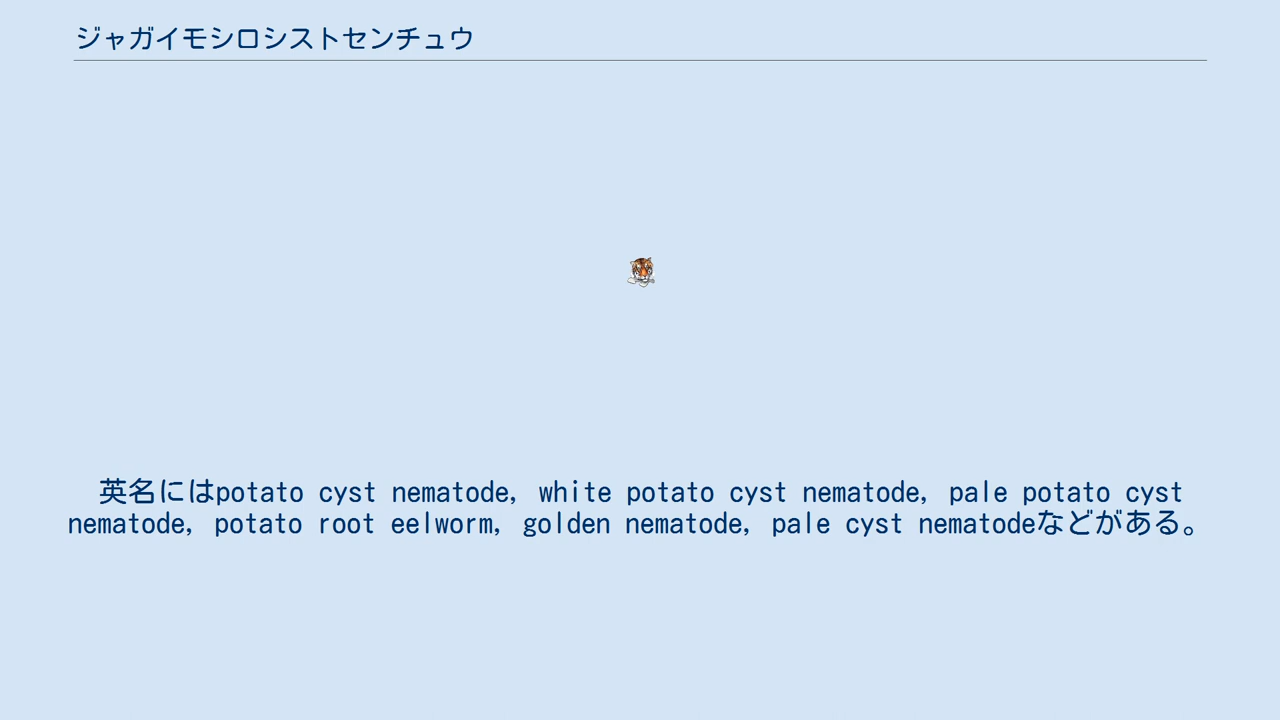 ジャガイモシロシストセンチュウ
英名にはpotato cyst nematode, white potato cyst nematode, pale potato cyst
nematode, potato root eelworm, golden nematode, pale cyst nematodeなどがある。